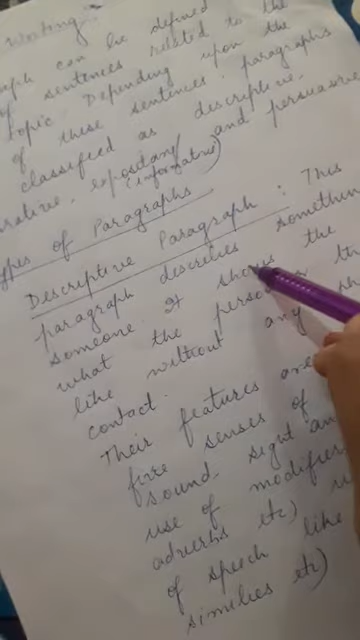 Writing:
graph can be defined
of sentences related to the
topic. Depending upon the
of these sentences, paragraphs
classified as descriptive,
rative, expository and persuasive
(informative)
Types of Paragraphs
Descriptive Paragraph : This
paragraph describes something
someone. It shows the
what the person
like without any
contact.
Their features are
five senses of
sound, sight an
use of modifiers
adverbs etc)
of speech like
similies etc)